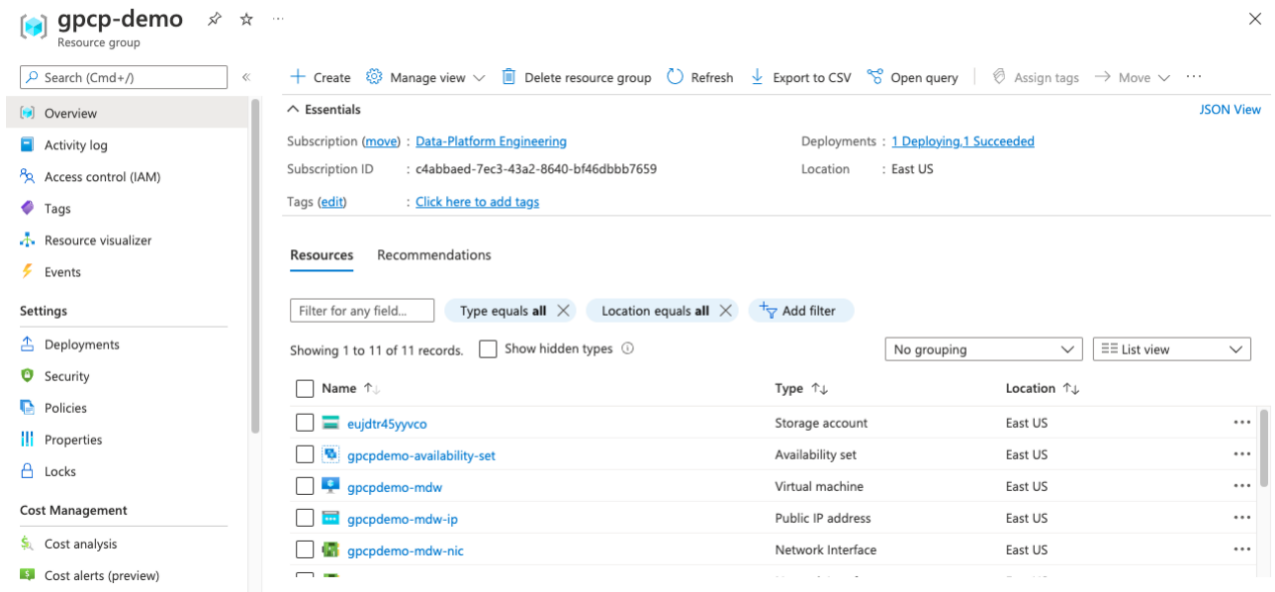 gpcp-demo
Resource group
Search (Cmd+/)
Overview
Activity log
Access control (IAM)
Tags
Resource visualizer
Events
Settings
Deployments
Security
Policies
Properties
Locks
Cost Management
Cost analysis
Cost alerts (preview)
Create Manage view Delete resource group Refresh Export to CSV Open query Assign tags Move
Essentials JSON View
Subscription (move) : Data-Platform Engineering Deployments : 1 Deploying,1 Succeeded
Subscription ID : c4abbaed-7ec3-43a2-8640-bf46dbbb7659 Location : East US
Tags (edit) : Click here to add tags
Resources Recommendations
Filter for any field... Type equals all Location equals all Add filter
Showing 1 to 11 of 11 records. Show hidden types No grouping List view
Name Type Location
eujdtr45yyvco Storage account East US
gpcpdemo-availability-set Availability set East US
gpcpdemo-mdw Virtual machine East US
gpcpdemo-mdw-ip Public IP address East US
gpcpdemo-mdw-nic Network Interface East US